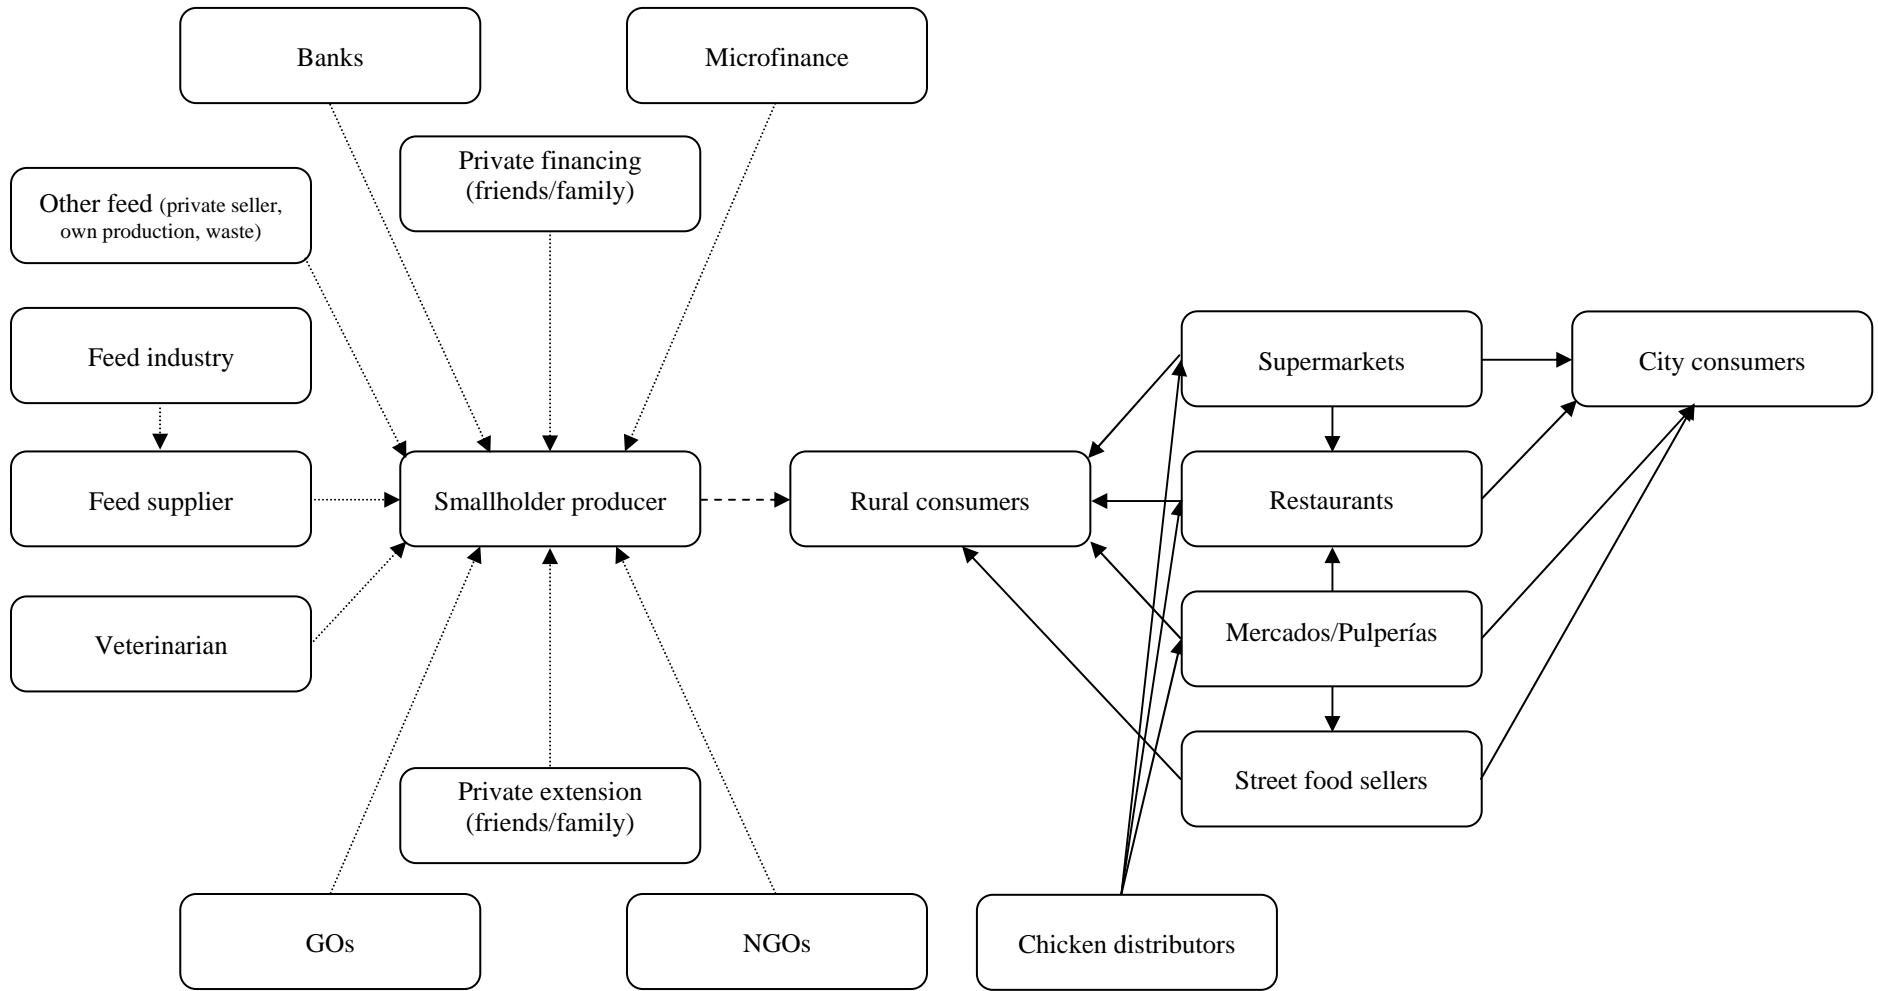 Banks
Microfinance
Private financing
(friends/family)
Other feed (private seller,
own production, waste)
Feed industry
Supermarkets
City consumers
Feed supplier
Smallholder producer
Rural consumers
Restaurants
Veterinarian
Mercados/Pulperías
Street food sellers
Private extension
(friends/family)
GOs
NGOs
Chicken distributors